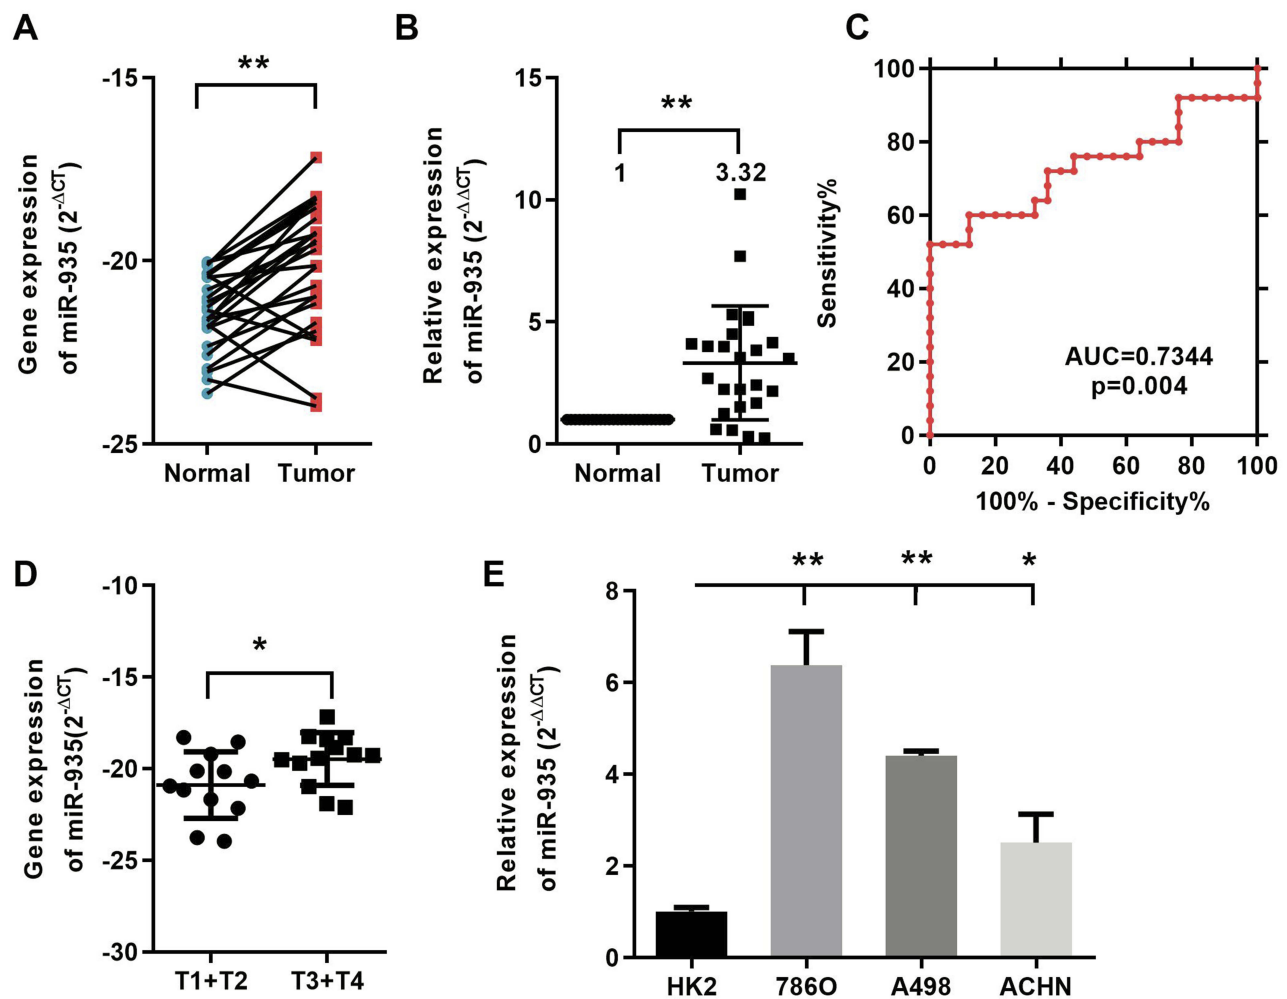 A
**
-15
-20
-25
Gene expression
of miR-935 (2^-ΔCT)
Normal
Tumor
B
**
1
3.32
15
10
5
0
Relative expression
of miR-935 (2^-ΔΔCT)
Normal
Tumor
C
100
80
60
40
20
0
Sensitivity%
AUC=0.7344
p=0.004
0 20 40 60 80 100
100% - Specificity%
D
*
-10
-15
-20
-25
-30
Gene expression
of miR-935(2^-ΔCT)
T1+T2
T3+T4
E
** ** *
8
6
4
2
0
Relative expression
of miR-935 (2^-ΔΔCT)
HK2 786O A498 ACHN